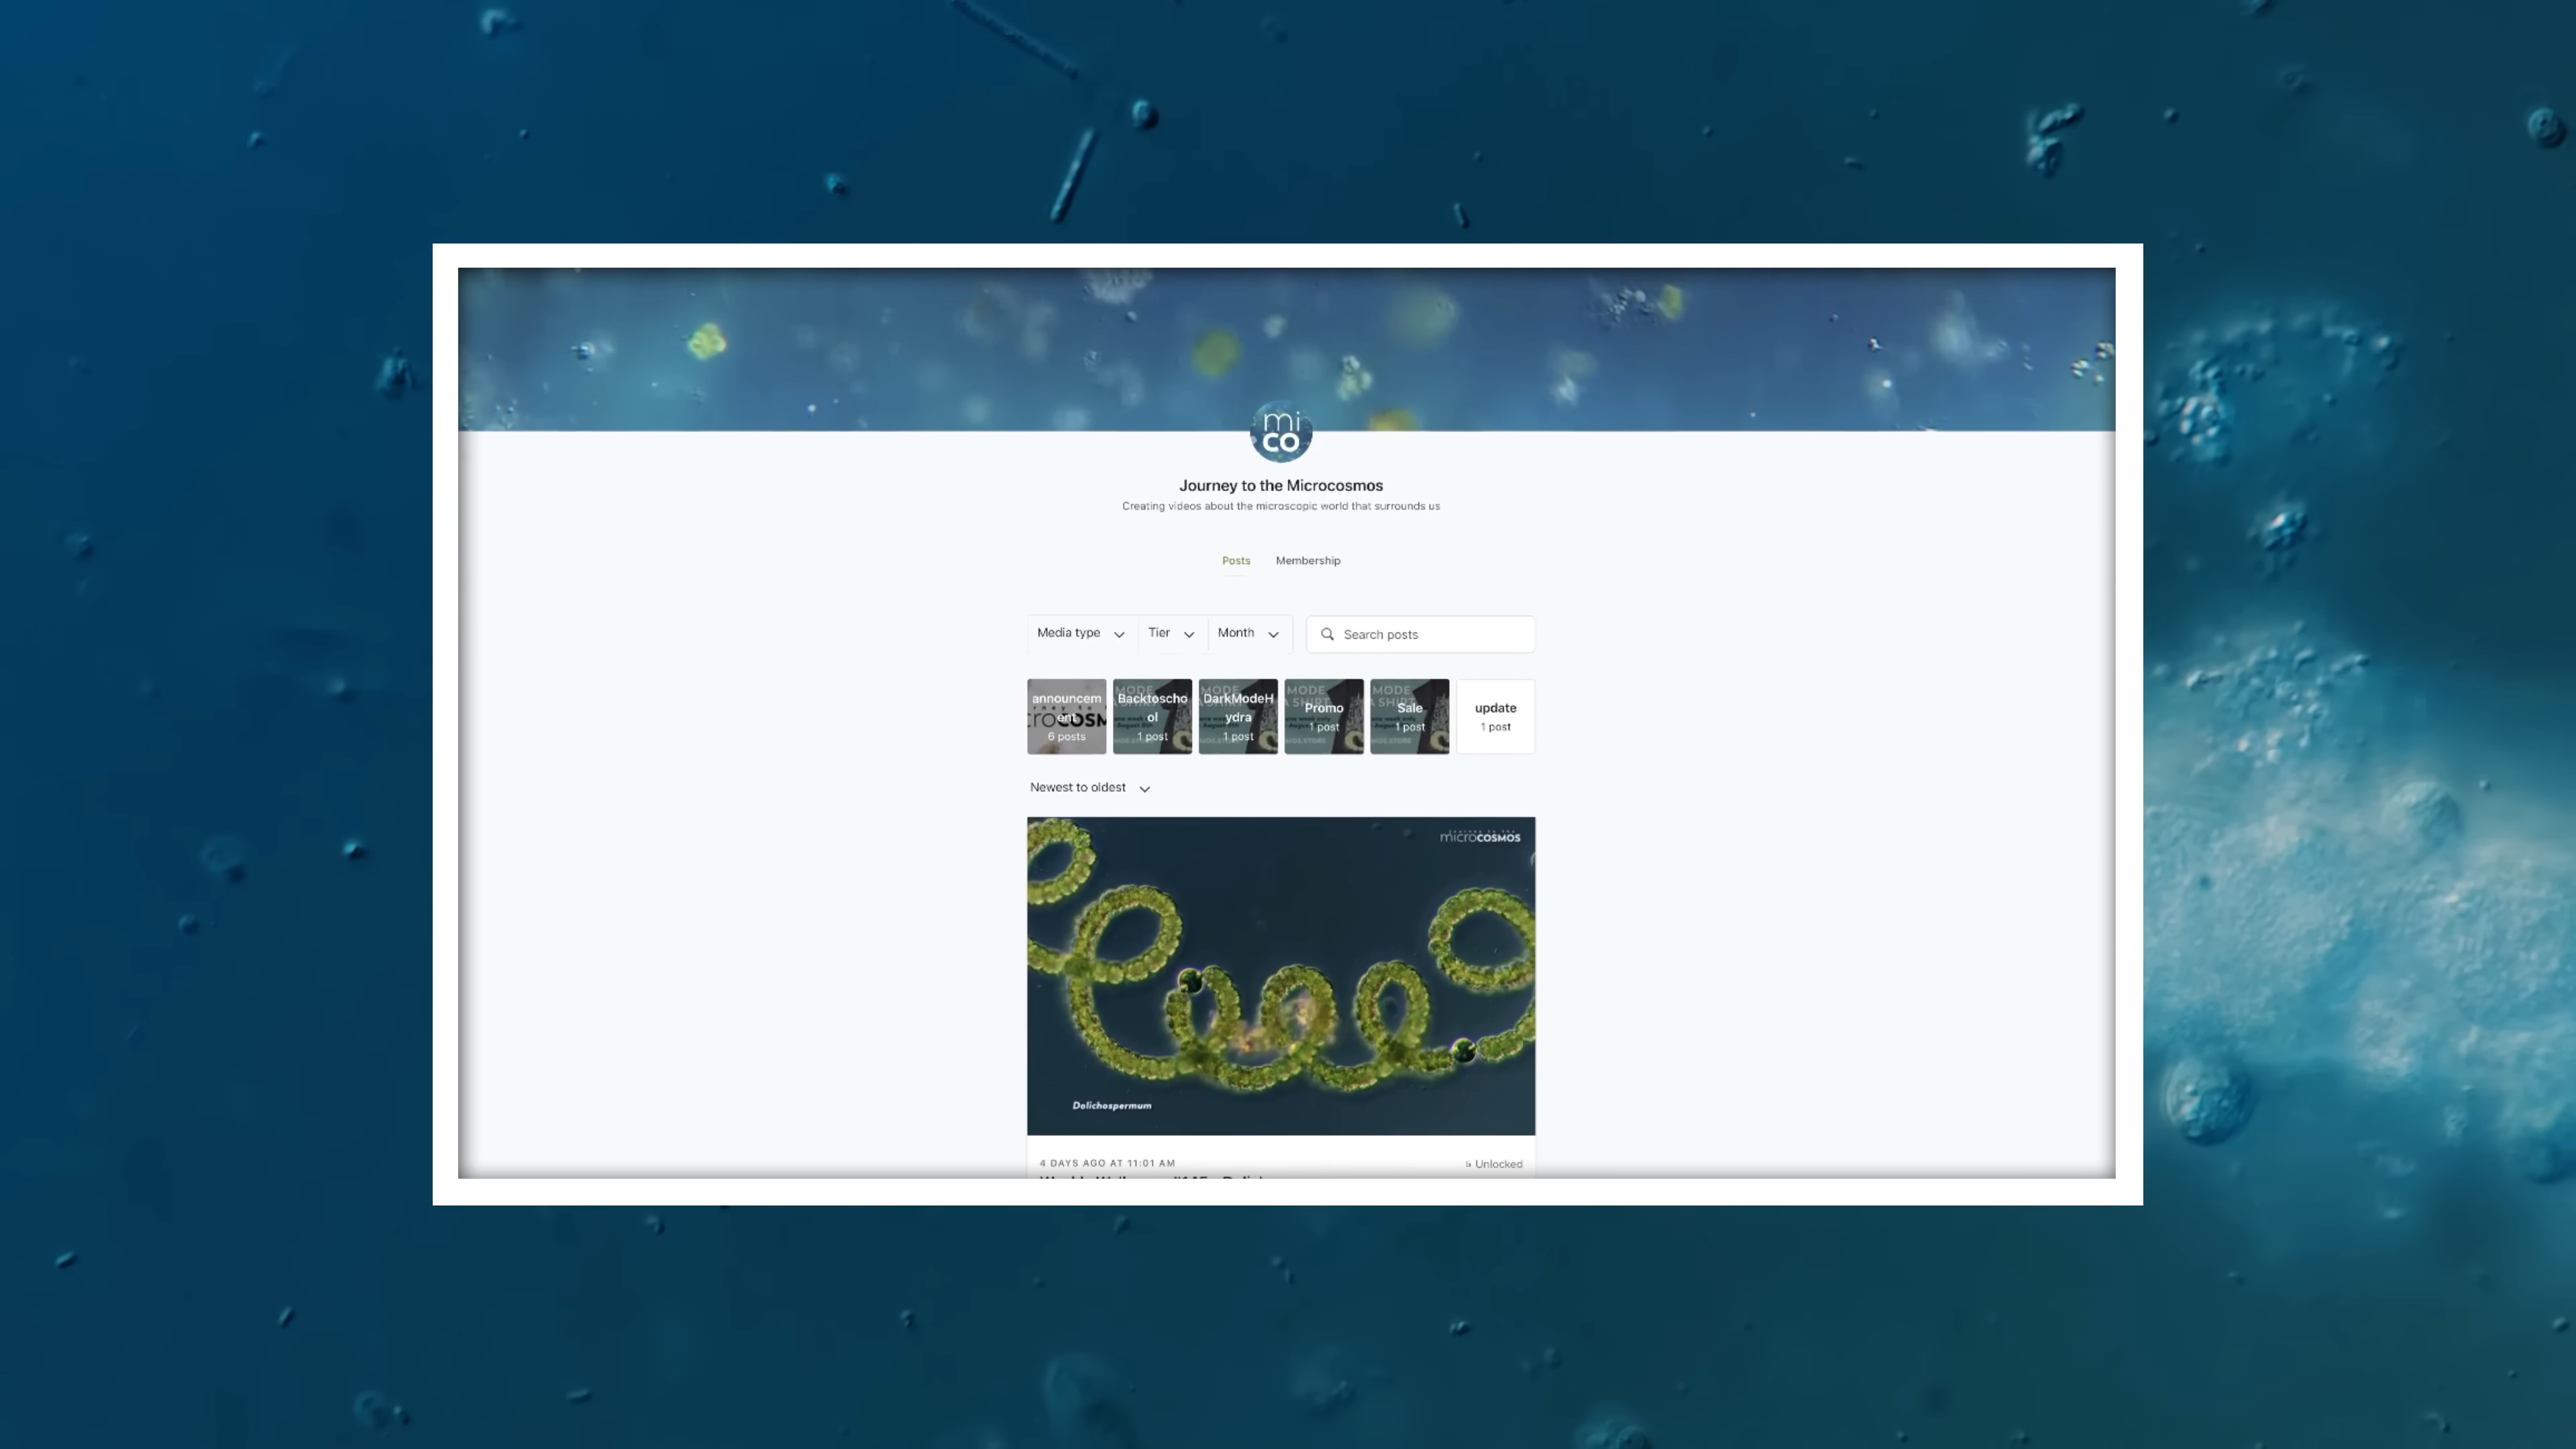 mi
co
Journey to the Microcosmos
Creating videos about the microscopic world that surrounds us
Posts Membership
Media type Tier Month Search posts
announcem
ent
6 posts
Backtoscho
ol
1 post
DarkModeH
ydra
1 post
Promo
1 post
Sale
1 post
update
1 post
Newest to oldest
microCOSMOS
Dolichospermum
4 DAYS AGO AT 11:01 AM Unlocked